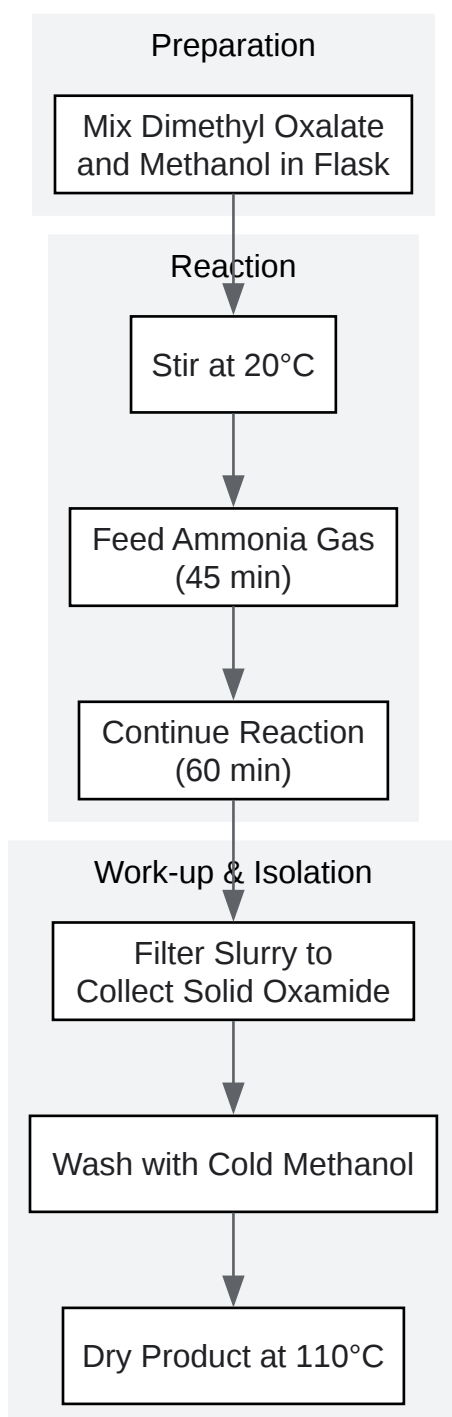 Preparation
Mix Dimethyl Oxalate
and Methanol in Flask
Reaction
Stir at 20°C
Feed Ammonia Gas
(45 min)
Continue Reaction
(60 min)
Work-up & Isolation
Filter Slurry to
Collect Solid Oxamide
Wash with Cold Methanol
Dry Product at 110°C